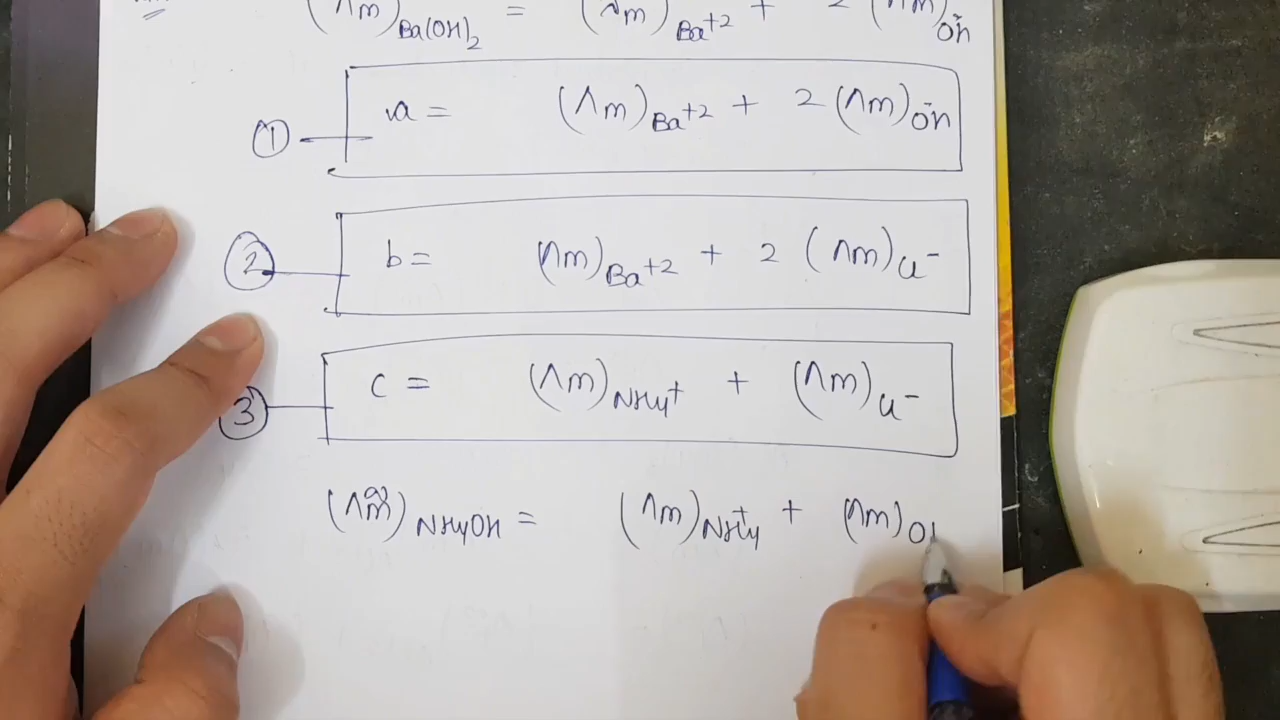 (Λm)Ba(OH)2 = (Λm)Ba+2 + 2 (Λm)OH-
① a = (Λm)Ba+2 + 2 (Λm)OH-
② b = (Λm)Ba+2 + 2 (Λm)Cl-
③ c = (Λm)NH4+ + (Λm)Cl-
(Λm∞)NH4OH = (Λm)NH4+ + (Λm)OH